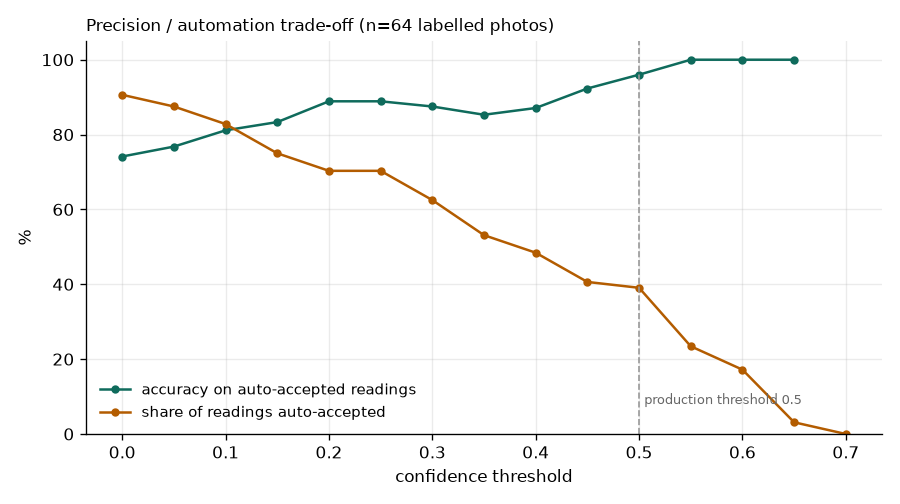 Precision / automation trade-off (n=64 labelled photos)
100
80
60
40
20
0
%
accuracy on auto-accepted readings
share of readings auto-accepted
production threshold 0.5
0.0 0.1 0.2 0.3 0.4 0.5 0.6 0.7
confidence threshold